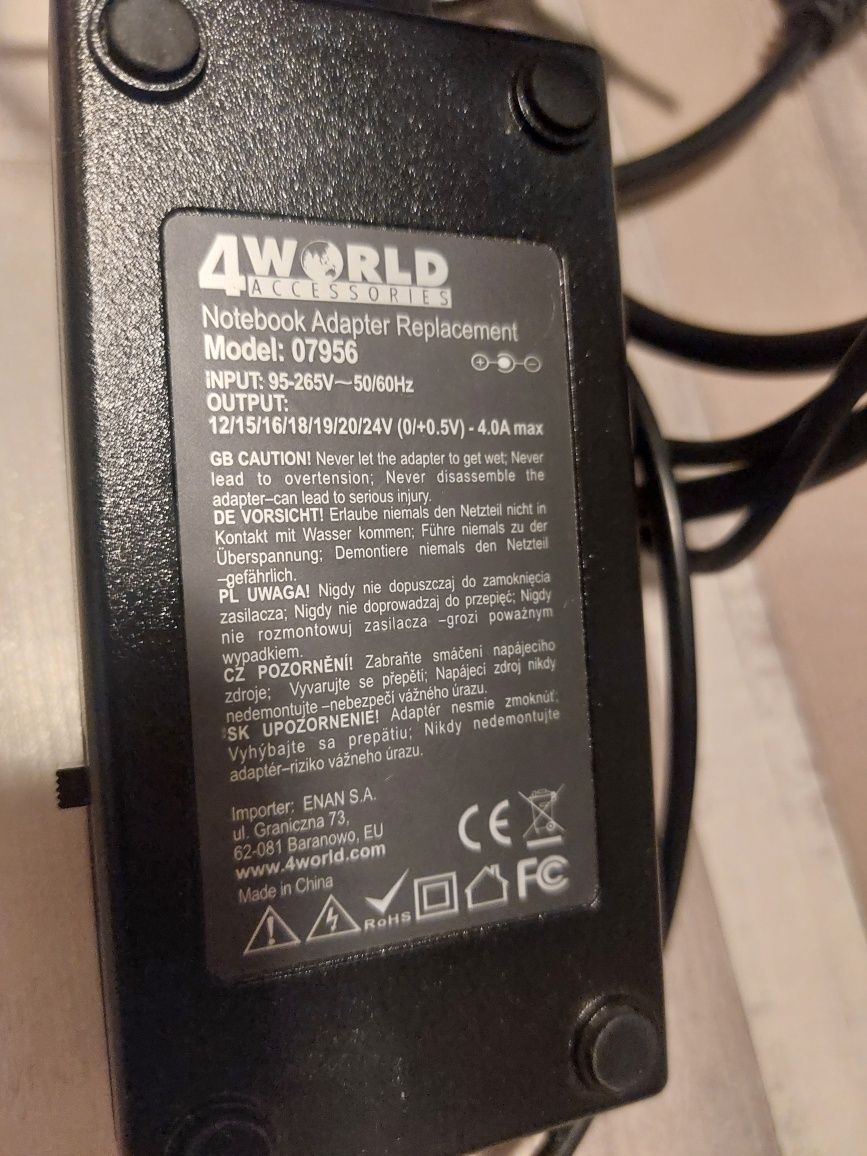 4WORLD
ACCESSORIES
Notebook Adapter Replacement
Model: 07956
INPUT: 95-265V~50/60Hz
OUTPUT:
12/15/16/18/19/20/24V (0/+0.5V) - 4.0A max
GB CAUTION! Never let the adapter to get wet; Never
lead to overtension; Never disassemble the
adapter–can lead to serious injury.
DE VORSICHT! Erlaube niemals den Netzteil nicht in
Kontakt mit Wasser kommen; Führe niemals zu der
Überspannung; Demontiere niemals den Netzteil
–gefährlich.
PL UWAGA! Nigdy nie dopuszczaj do zamoknięcia
zasilacza; Nigdy nie doprowadzaj do przepięć; Nigdy
nie rozmontowuj zasilacza –grozi poważnym
wypadkiem.
CZ POZORNĚNÍ! Zabraňte smáčení napájecího
zdroje; Vyvarujte se přepětí; Napájecí zdroj nikdy
nedemontujte –nebezpečí vážného úrazu.
SK UPOZORNENIE! Adaptér nesmie zmoknúť;
Vyhýbajte sa prepätiu; Nikdy nedemontujte
adaptér–riziko vážneho úrazu.
Importer: ENAN S.A.
ul. Graniczna 73,
62-081 Baranowo, EU
www.4world.com
Made in China
CE
RoHS
FC